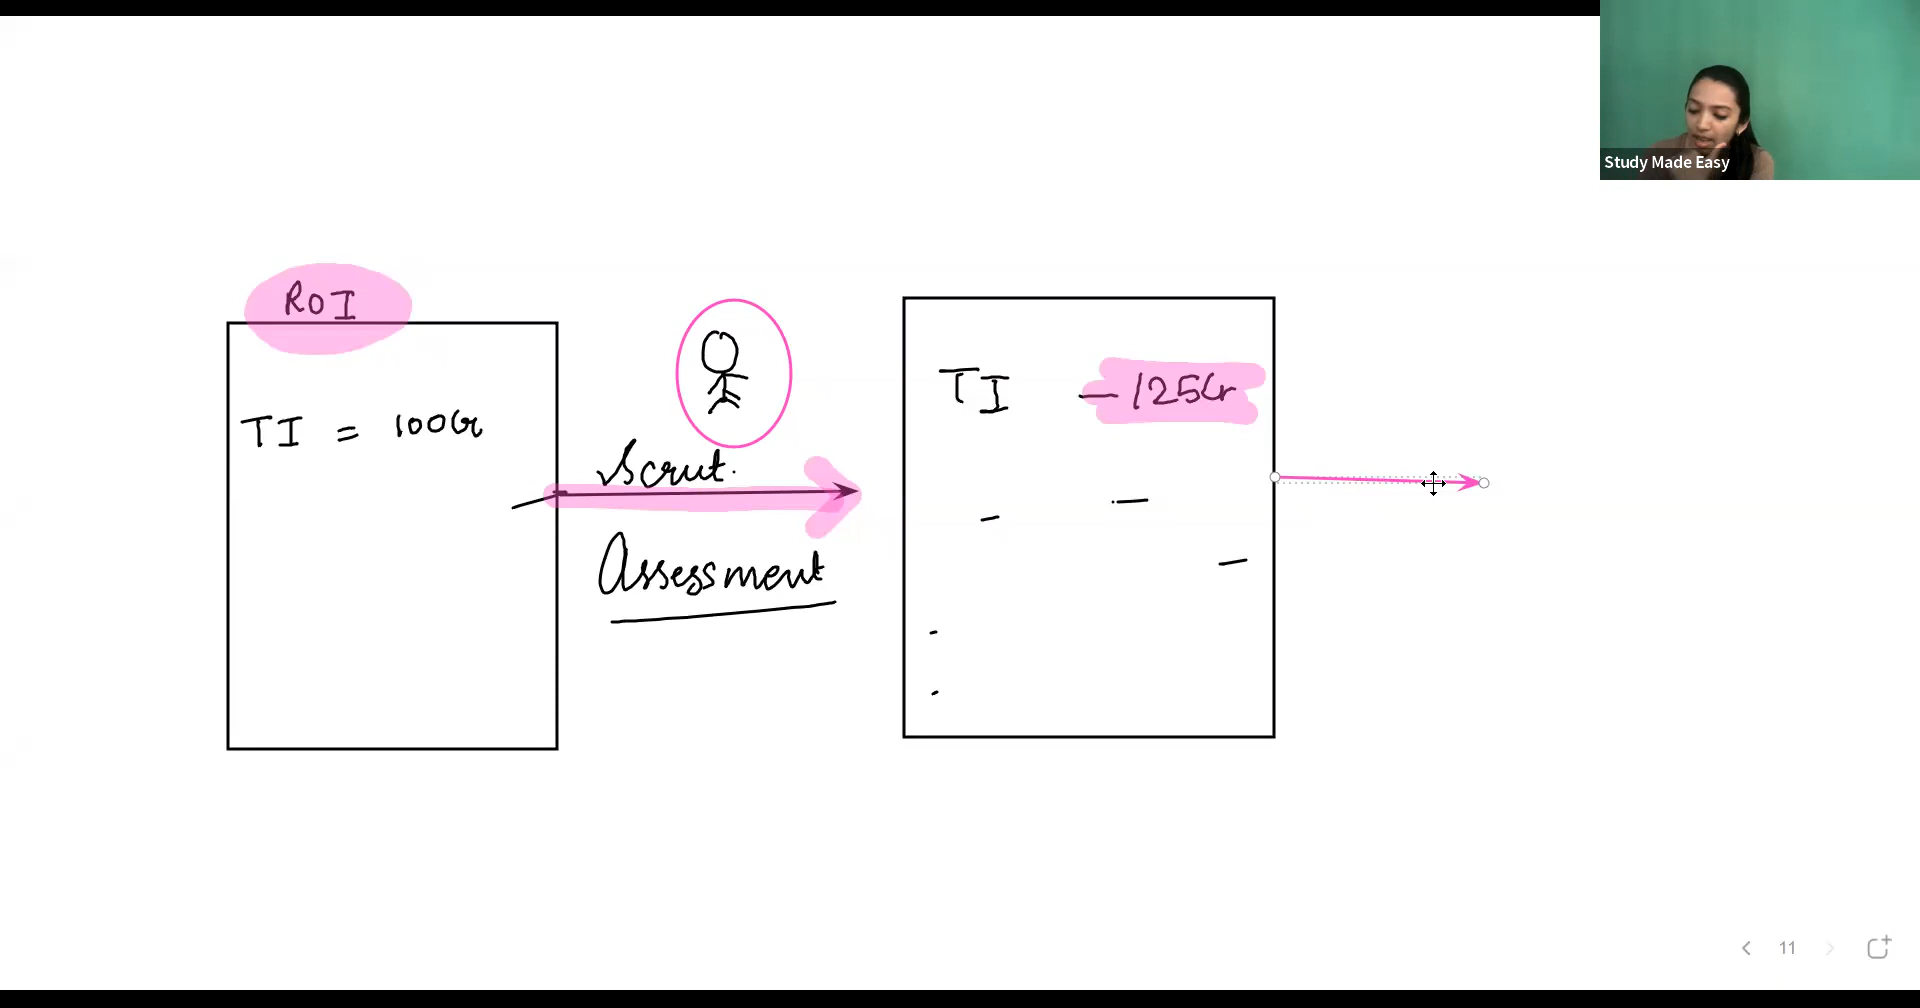 Study Made Easy
ROI
TI = 100Cr
Scrut.
Assessment
TI - 125Cr
11